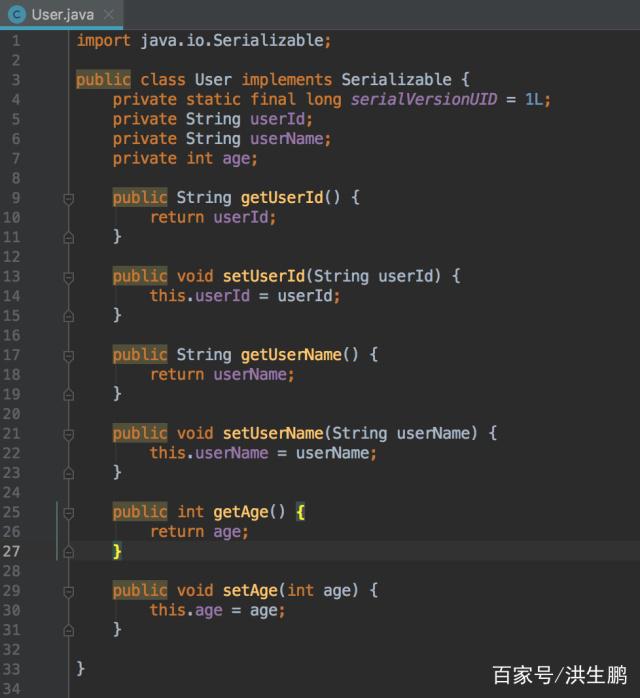 User.java
1 import java.io.Serializable;
2
3 public class User implements Serializable {
4     private static final long serialVersionUID = 1L;
5     private String userId;
6     private String userName;
7     private int age;
8
9     public String getUserId() {
10         return userId;
11     }
12
13     public void setUserId(String userId) {
14         this.userId = userId;
15     }
16
17     public String getUserName() {
18         return userName;
19     }
20
21     public void setUserName(String userName) {
22         this.userName = userName;
23     }
24
25     public int getAge() {
26         return age;
27     }
28
29     public void setAge(int age) {
30         this.age = age;
31     }
32
33 }
34
百家号/洪生鹏